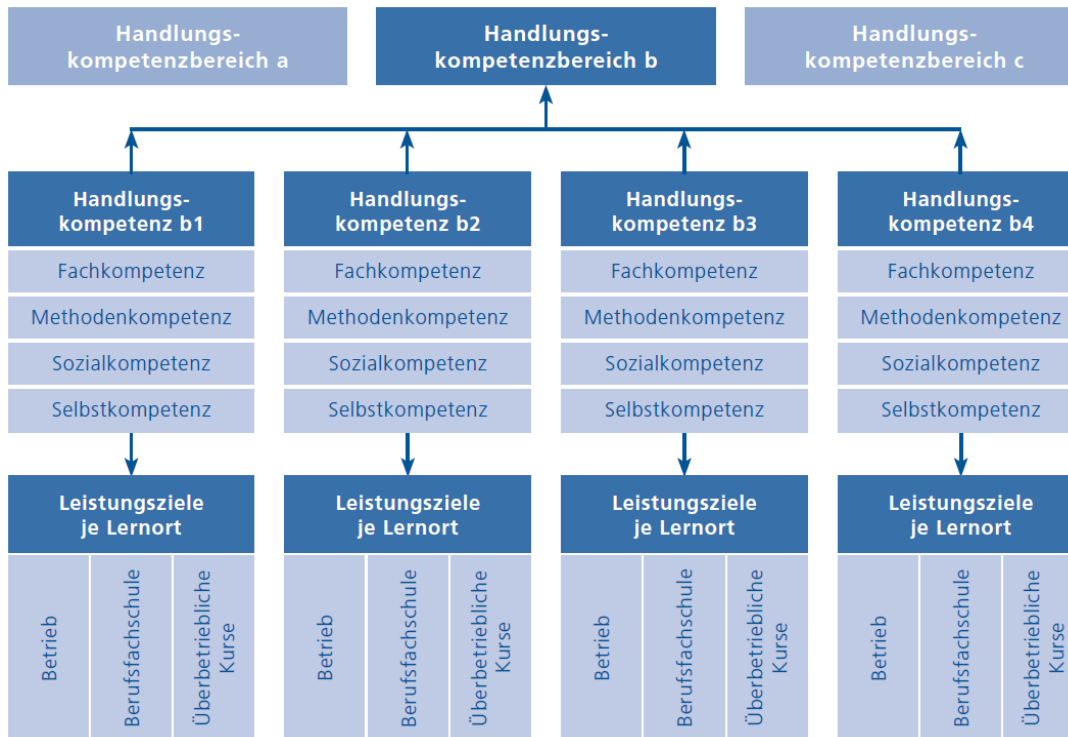 Handlungs-
kompetenzbereich a
Handlungs-
kompetenzbereich b
Handlungs-
kompetenzbereich c
Handlungs-
kompetenz b1
Fachkompetenz
Methodenkompetenz
Sozialkompetenz
Selbstkompetenz
Leistungsziele
je Lernort
Betrieb
Berufsfachschule
Überbetriebliche
Kurse
Handlungs-
kompetenz b2
Fachkompetenz
Methodenkompetenz
Sozialkompetenz
Selbstkompetenz
Leistungsziele
je Lernort
Betrieb
Berufsfachschule
Überbetriebliche
Kurse
Handlungs-
kompetenz b3
Fachkompetenz
Methodenkompetenz
Sozialkompetenz
Selbstkompetenz
Leistungsziele
je Lernort
Betrieb
Berufsfachschule
Überbetriebliche
Kurse
Handlungs-
kompetenz b4
Fachkompetenz
Methodenkompetenz
Sozialkompetenz
Selbstkompetenz
Leistungsziele
je Lernort
Betrieb
Berufsfachschule
Überbetriebliche
Kurse